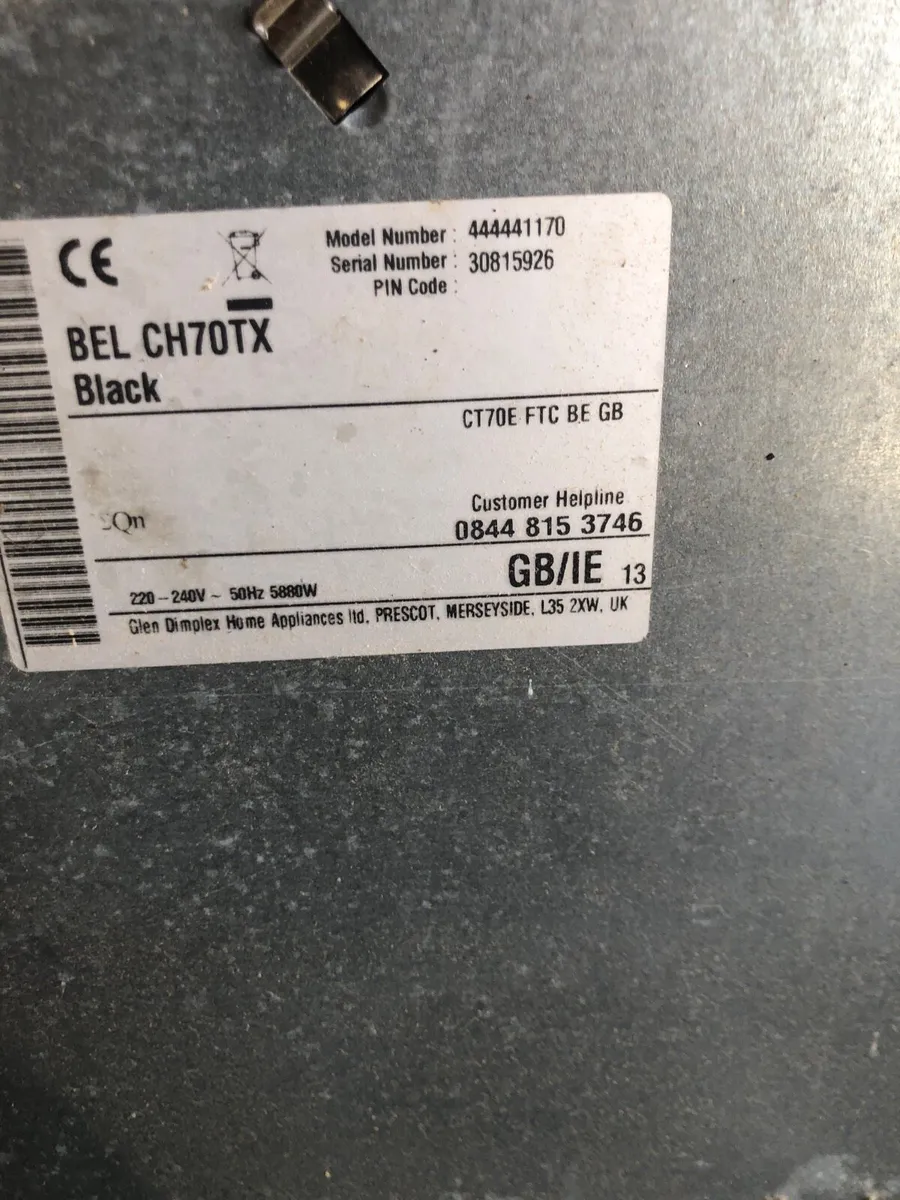 CE
Model Number : 444441170
Serial Number : 30815926
PIN Code :
BEL CH70TX
Black
CT70E FTC BE GB
Customer Helpline
0844 815 3746
GB/IE 13
220-240V ~ 50Hz 5880W
Glen Dimplex Home Appliances ltd, PRESCOT, MERSEYSIDE, L35 2XW, UK